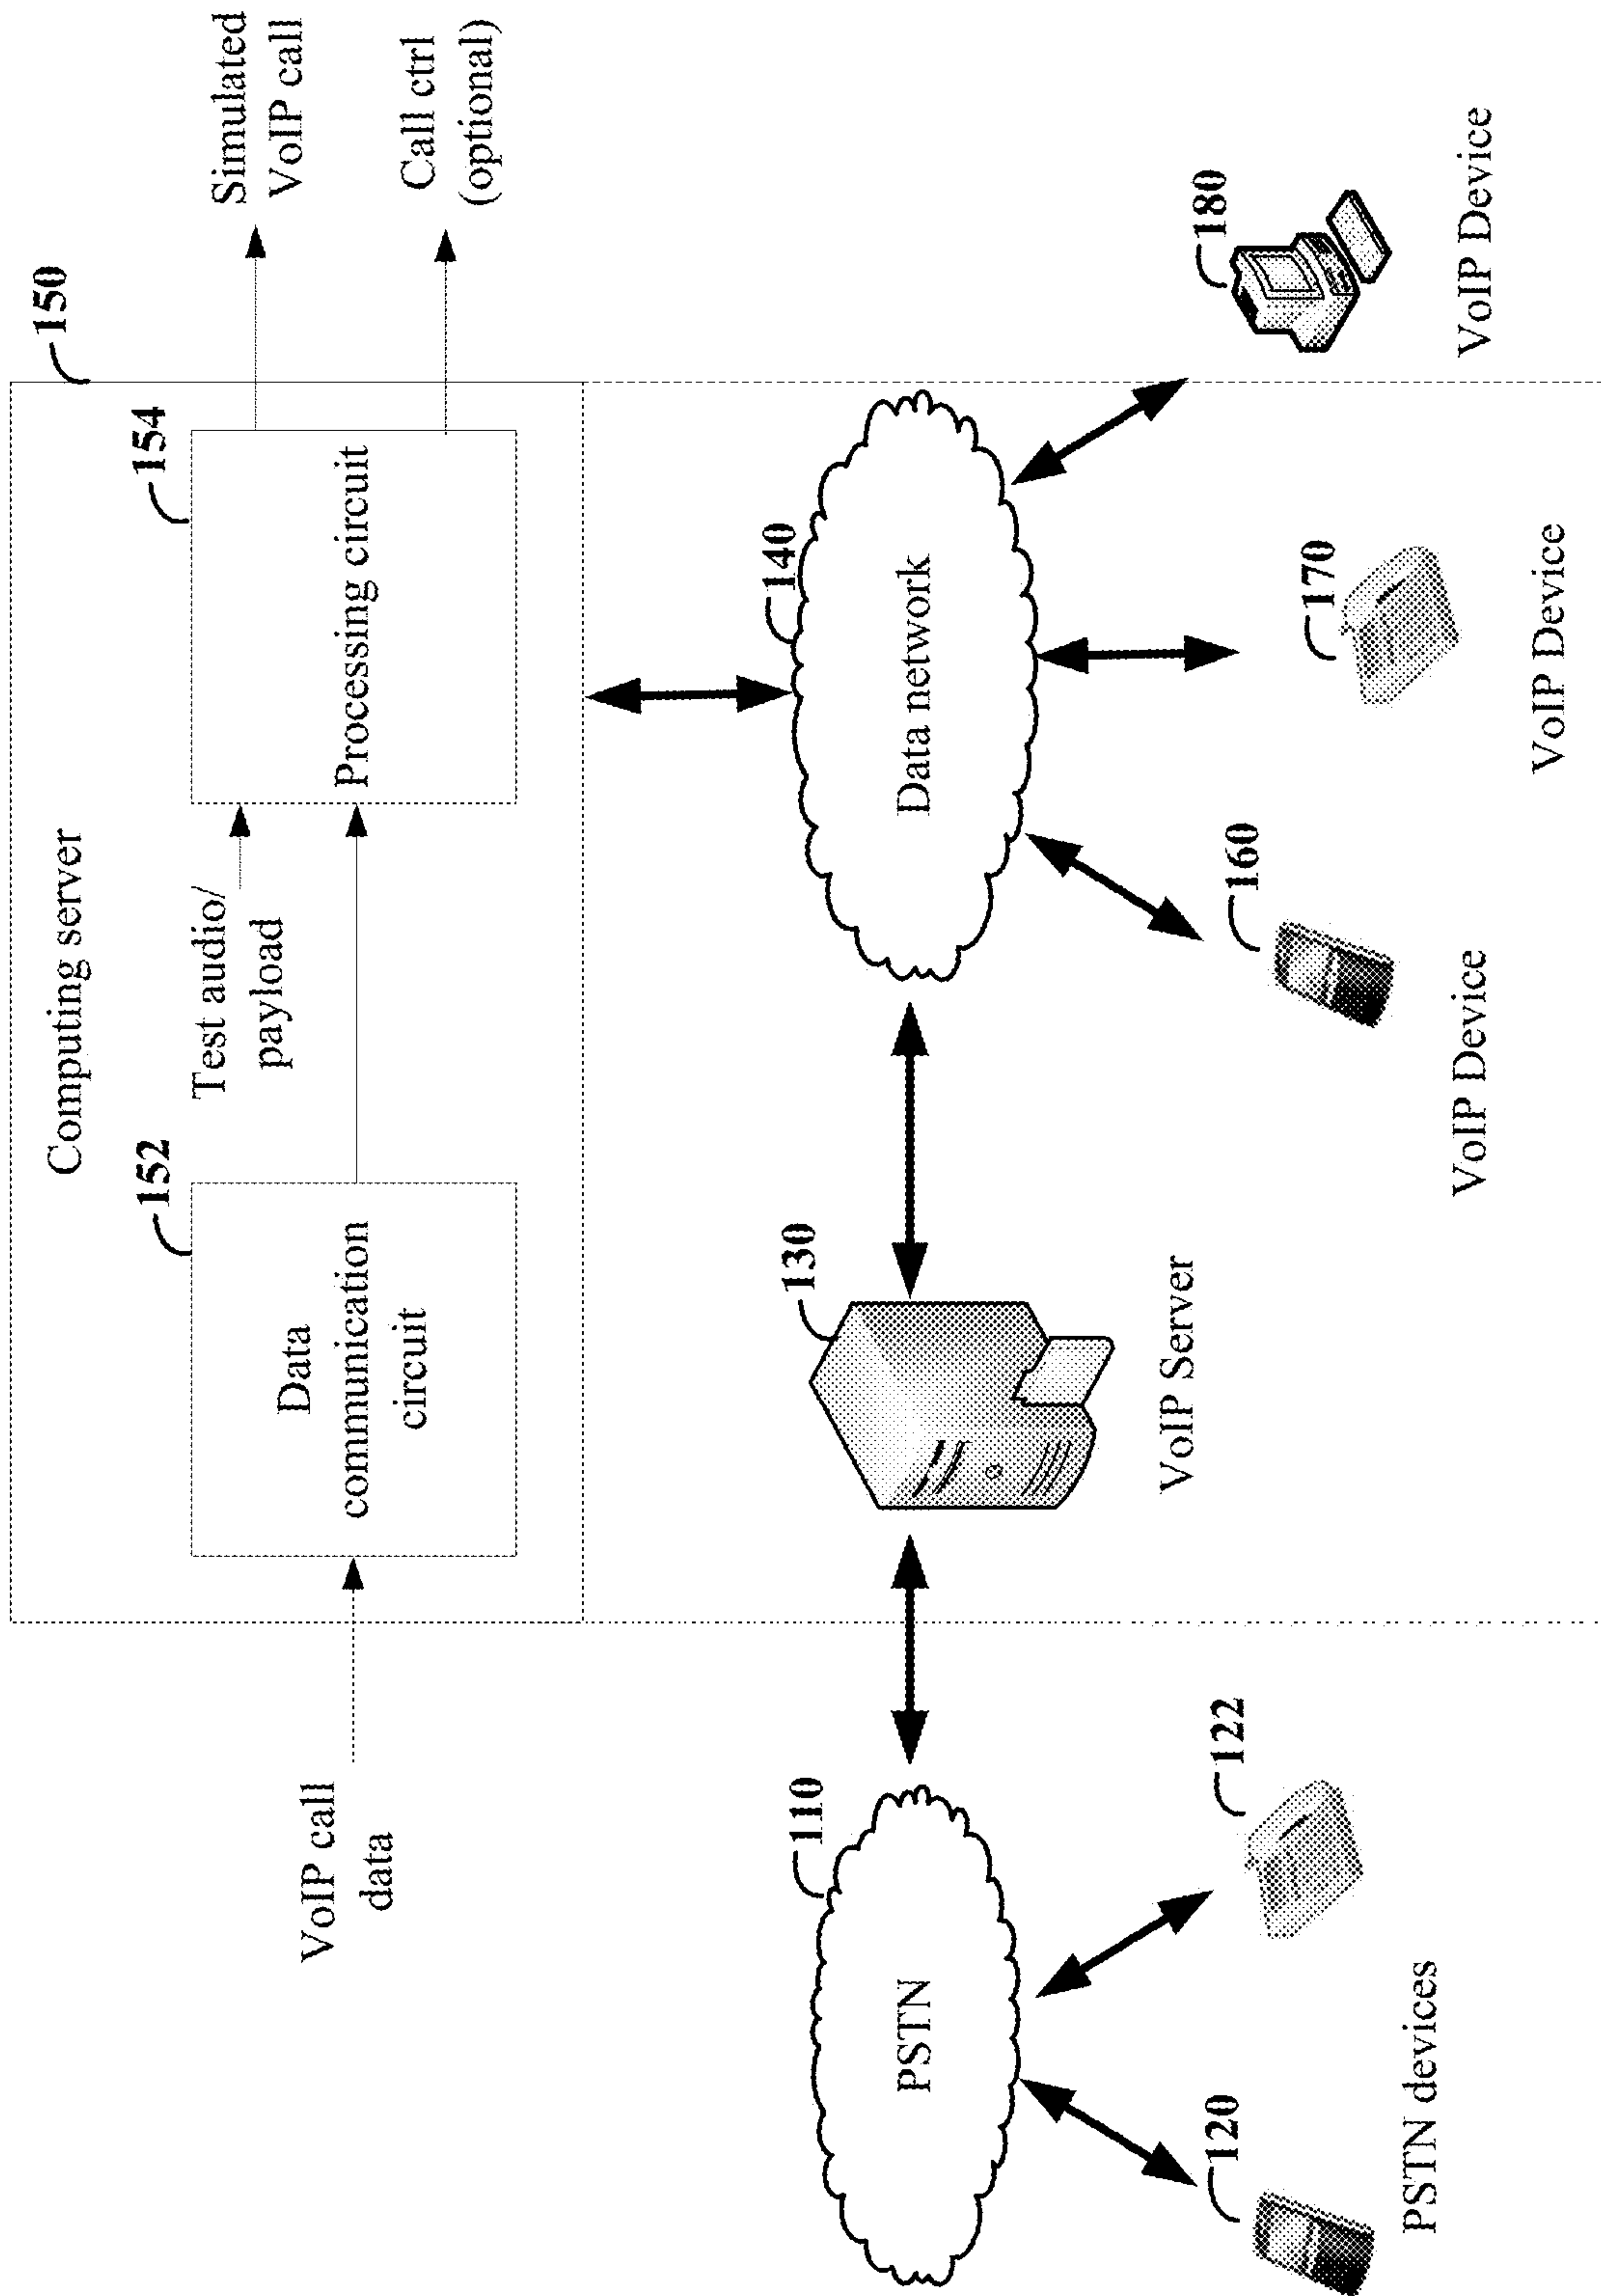 Computing server
150
VoIP call
data
152
Data
communication
circuit
Test audio/
payload
154
Processing circuit
Simulated
VoIP call
Call ctrl
(optional)
110
PSTN
130
VoIP Server
140
Data network
120
122
PSTN devices
160
VoIP Device
170
VoIP Device
180
VoIP Device